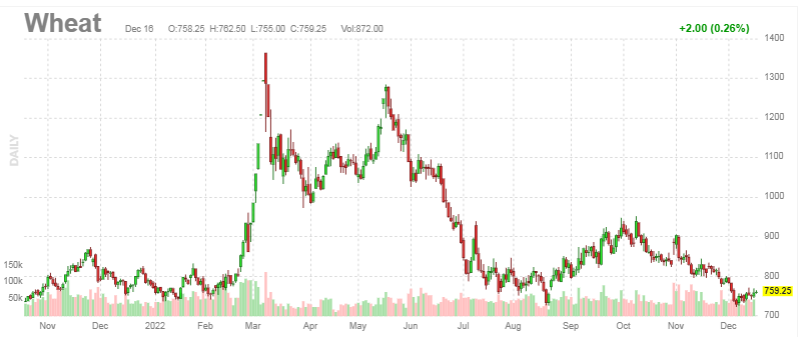 Wheat Dec 16 O:758.25 H:762.50 L:755.00 C:759.25 Vol:872.00 +2.00 (0.26%)
1400
1300
1200
1100
1000
900
800
759.25
700
DAILY
150k
100k
50k
Nov Dec 2022 Feb Mar Apr May Jun Jul Aug Sep Oct Nov Dec